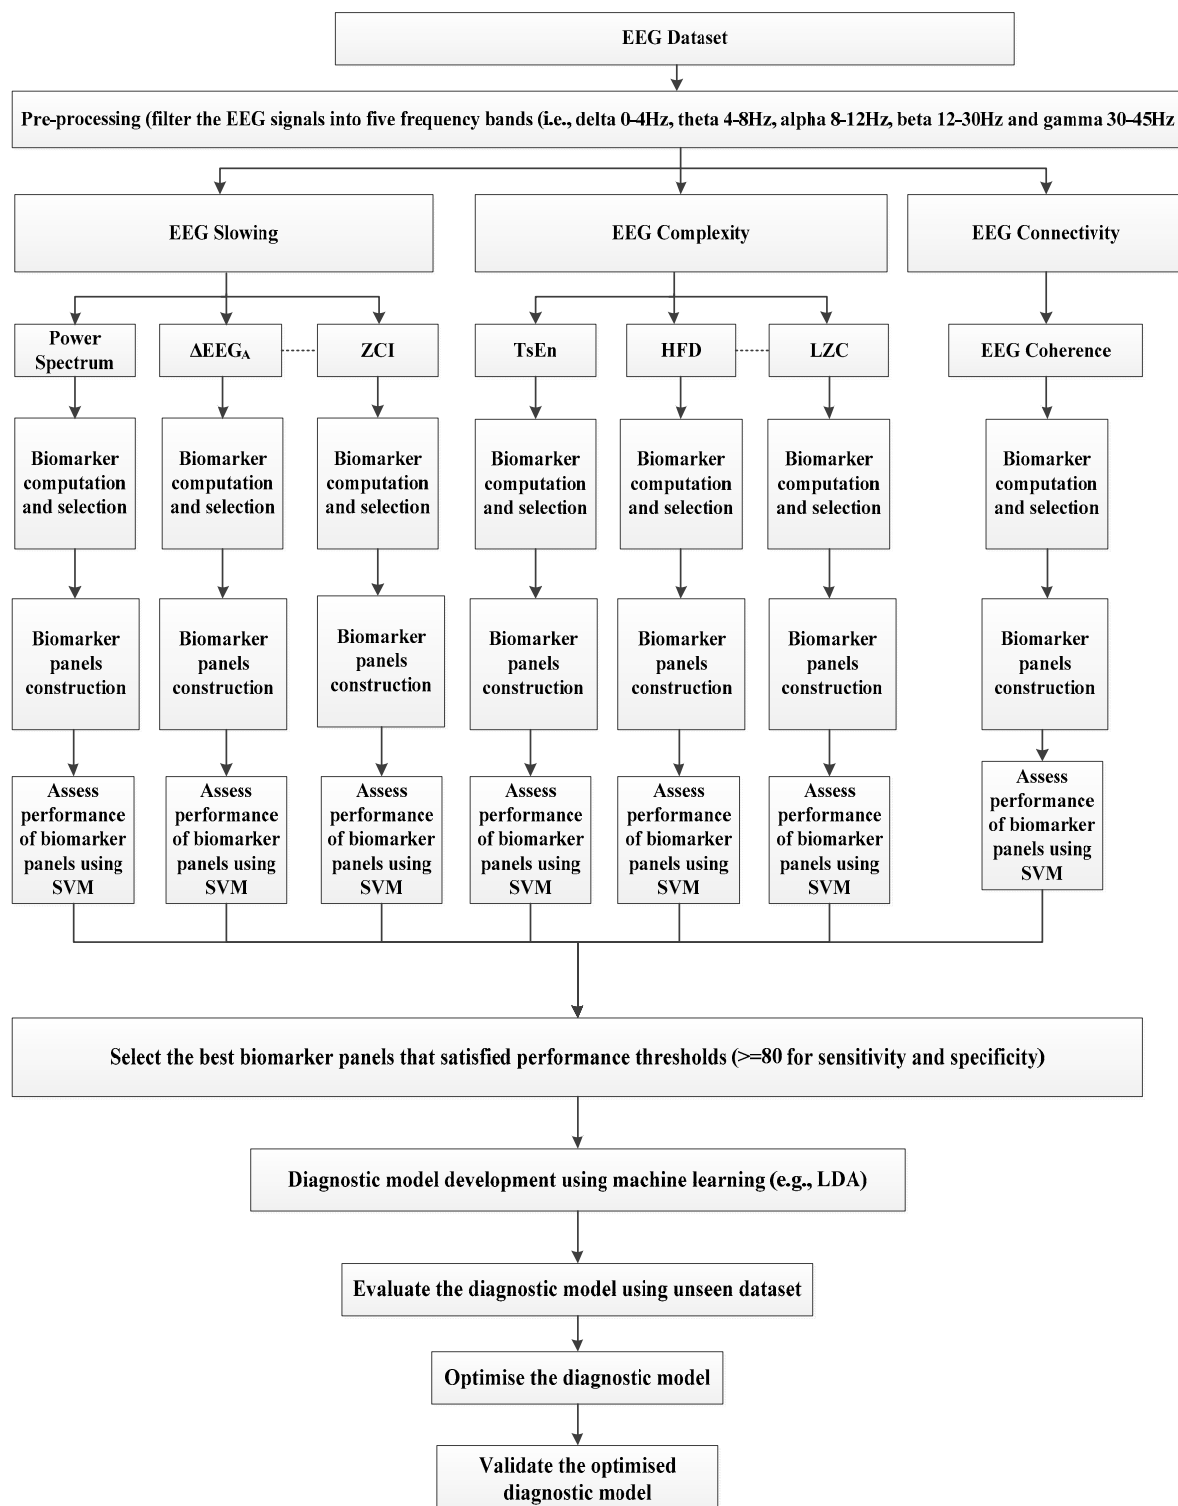 EEG Dataset
Pre-processing (filter the EEG signals into five frequency bands (i.e., delta 0-4Hz, theta 4-8Hz, alpha 8-12Hz, beta 12-30Hz and gamma 30-45Hz
EEG Slowing
EEG Complexity
EEG Connectivity
Power
Spectrum
ΔEEGA
ZCI
TsEn
HFD
LZC
EEG Coherence
Biomarker
computation
and selection
Biomarker
computation
and selection
Biomarker
computation
and selection
Biomarker
computation
and selection
Biomarker
computation
and selection
Biomarker
computation
and selection
Biomarker
computation
and selection
Biomarker
panels
construction
Biomarker
panels
construction
Biomarker
panels
construction
Biomarker
panels
construction
Biomarker
panels
construction
Biomarker
panels
construction
Biomarker
panels
construction
Assess
performance
of biomarker
panels using
SVM
Assess
performance
of biomarker
panels using
SVM
Assess
performance
of biomarker
panels using
SVM
Assess
performance
of biomarker
panels using
SVM
Assess
performance
of biomarker
panels using
SVM
Assess
performance
of biomarker
panels using
SVM
Assess
performance
of biomarker
panels using
SVM
Select the best biomarker panels that satisfied performance thresholds (>=80 for sensitivity and specificity)
Diagnostic model development using machine learning (e.g., LDA)
Evaluate the diagnostic model using unseen dataset
Optimise the diagnostic model
Validate the optimised
diagnostic model